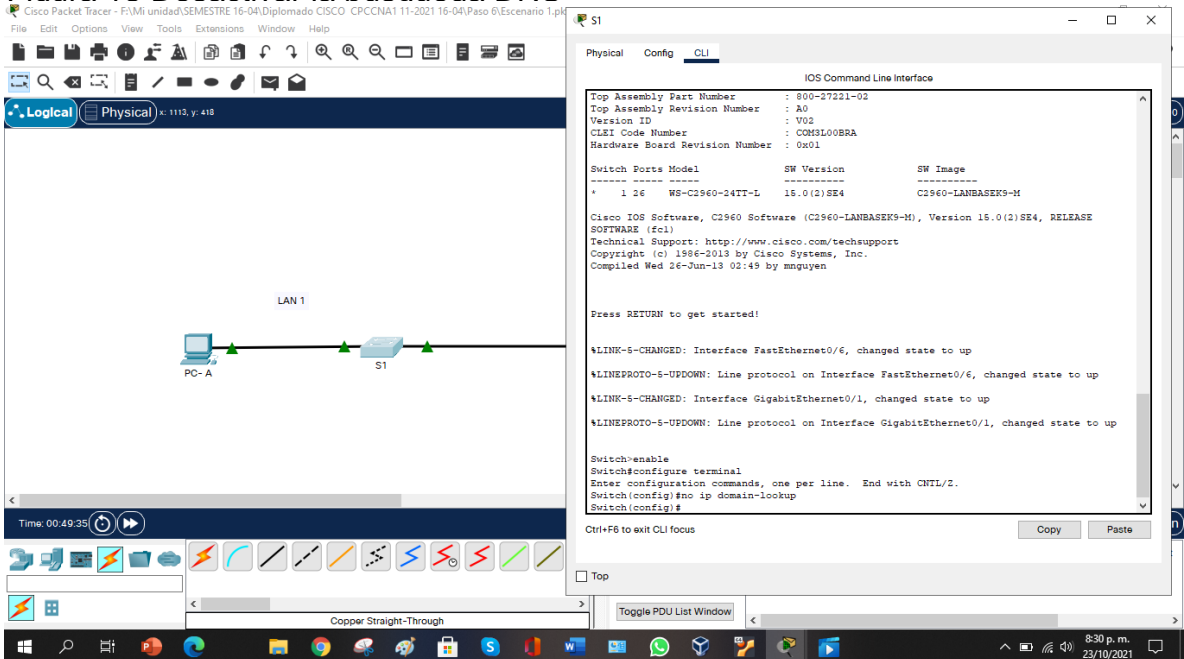 Cisco Packet Tracer - F:\Mi unidad\SEMESTRE 16-04\Diplomado CISCO CPCCNA1 11-2021 16-04\Paso 6\Escenario 1.pk
File Edit Options View Tools Extensions Window Help
Logical Physical x: 1113, y: 418
LAN 1
PC- A
S1
Time: 00:49:35
Copper Straight-Through
S1
Physical Config CLI
IOS Command Line Interface
Top Assembly Part Number : 800-27221-02
Top Assembly Revision Number : A0
Version ID : V02
CLEI Code Number : COM3L00BRA
Hardware Board Revision Number : 0x01
Switch Ports Model SW Version SW Image
------ ----- ----- ---------- ----------
* 1 26 WS-C2960-24TT-L 15.0(2)SE4 C2960-LANBASEK9-M
Cisco IOS Software, C2960 Software (C2960-LANBASEK9-M), Version 15.0(2)SE4, RELEASE
SOFTWARE (fc1)
Technical Support: http://www.cisco.com/techsupport
Copyright (c) 1986-2013 by Cisco Systems, Inc.
Compiled Wed 26-Jun-13 02:49 by mnguyen
Press RETURN to get started!
%LINK-5-CHANGED: Interface FastEthernet0/6, changed state to up
%LINEPROTO-5-UPDOWN: Line protocol on Interface FastEthernet0/6, changed state to up
%LINK-5-CHANGED: Interface GigabitEthernet0/1, changed state to up
%LINEPROTO-5-UPDOWN: Line protocol on Interface GigabitEthernet0/1, changed state to up
Switch>enable
Switch#configure terminal
Enter configuration commands, one per line. End with CNTL/Z.
Switch(config)#no ip domain-lookup
Switch(config)#
Ctrl+F6 to exit CLI focus
Copy Paste
Top
Toggle PDU List Window
8:30 p. m.
23/10/2021